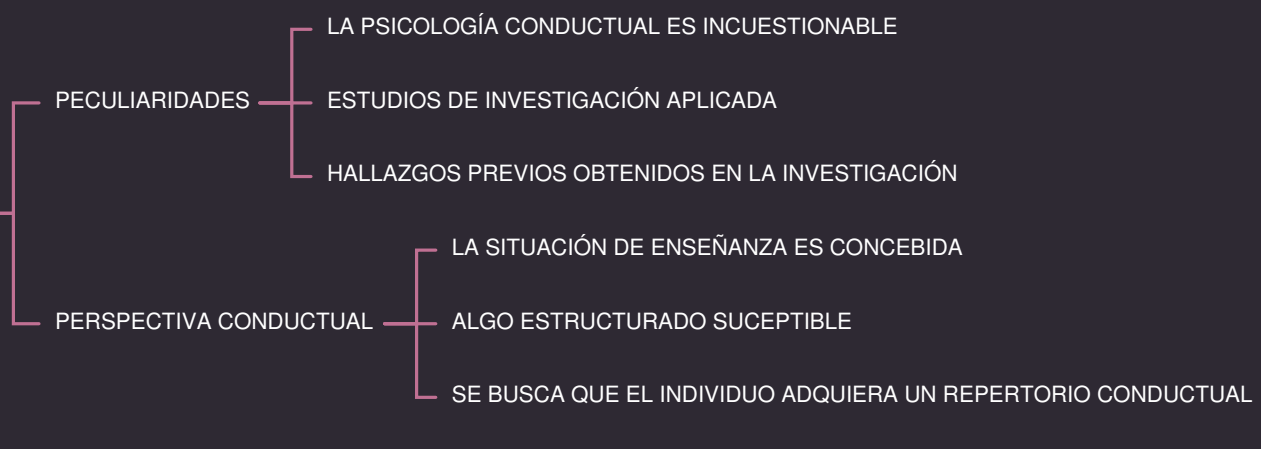 LA PSICOLOGÍA CONDUCTUAL ES INCUESTIONABLE
PECULIARIDADES
ESTUDIOS DE INVESTIGACIÓN APLICADA
HALLAZGOS PREVIOS OBTENIDOS EN LA INVESTIGACIÓN
LA SITUACIÓN DE ENSEÑANZA ES CONCEBIDA
PERSPECTIVA CONDUCTUAL
ALGO ESTRUCTURADO SUCEPTIBLE
SE BUSCA QUE EL INDIVIDUO ADQUIERA UN REPERTORIO CONDUCTUAL